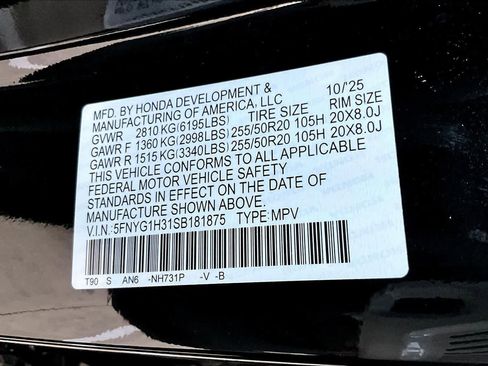 MFD. BY HONDA DEVELOPMENT & 10/'25
MANUFACTURING OF AMERICA, LLC
GVWR 2810 KG(6195LBS) TIRE SIZE RIM SIZE
GAWR F 1360 KG(2998LBS) 255/50R20 105H 20X8.0J
GAWR R 1515 KG(3340LBS) 255/50R20 105H 20X8.0J
THIS VEHICLE CONFORMS TO ALL APPLICABLE
FEDERAL MOTOR VEHICLE SAFETY
STANDARDS IN EFFECT ON THE DATE OF
MANUFACTURE SHOWN ABOVE.
V.I.N.:5FNYG1H31SB181875 TYPE:MPV
T90 S AN6 -NH731P -V -B